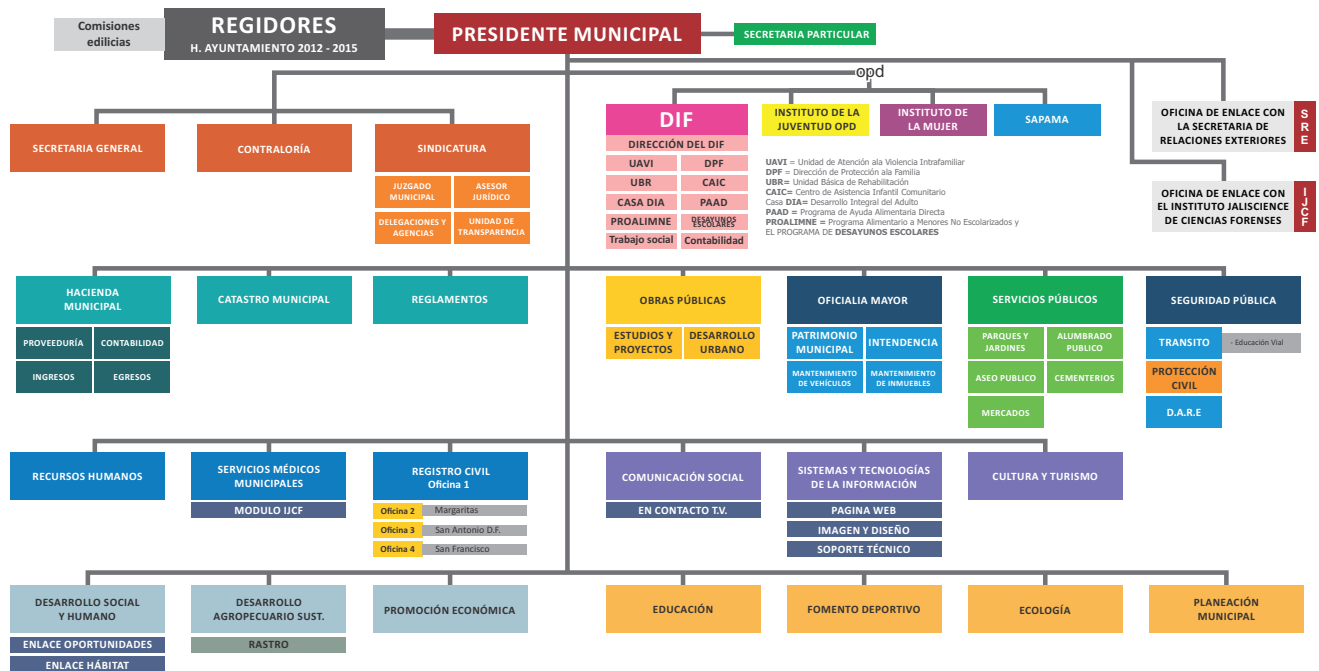 Comisiones
edilicias
REGIDORES
H. AYUNTAMIENTO 2012 - 2015
PRESIDENTE MUNICIPAL
SECRETARIA PARTICULAR
opd
SECRETARIA GENERAL
CONTRALORÍA
SINDICATURA
JUZGADO
MUNICIPAL
ASESOR
JURÍDICO
DELEGACIONES Y
AGENCIAS
UNIDAD DE
TRANSPARENCIA
DIF
DIRECCIÓN DEL DIF
UAVI
DPF
UBR
CAIC
CASA DIA
PAAD
PROALIMNE
DESAYUNOS
ESCOLARES
Trabajo social
Contabilidad
INSTITUTO DE LA
JUVENTUD OPD
INSTITUTO DE
LA MUJER
SAPAMA
UAVI = Unidad de Atención ala Violencia Intrafamiliar
DPF = Dirección de Protección ala Familia
UBR= Unidad Básica de Rehabilitación
CAIC= Centro de Asistencia Infantil Comunitario
Casa DIA= Desarrollo Integral del Adulto
PAAD = Programa de Ayuda Alimentaria Directa
PROALIMNE = Programa Alimentario a Menores No Escolarizados y
EL PROGRAMA DE DESAYUNOS ESCOLARES
OFICINA DE ENLACE CON
LA SECRETARIA DE
RELACIONES EXTERIORES
SRE
OFICINA DE ENLACE CON
EL INSTITUTO JALISCIENCE
DE CIENCIAS FORENSES
IJCF
HACIENDA
MUNICIPAL
PROVEEDURÍA
CONTABILIDAD
INGRESOS
EGRESOS
CATASTRO MUNICIPAL
REGLAMENTOS
OBRAS PÚBLICAS
ESTUDIOS Y
PROYECTOS
DESARROLLO
URBANO
OFICIALIA MAYOR
PATRIMONIO
MUNICIPAL
INTENDENCIA
MANTENIMIENTO
DE VEHÍCULOS
MANTENIMIENTO
DE INMUEBLES
SERVICIOS PÚBLICOS
PARQUES Y
JARDINES
ALUMBRADO
PUBLICO
ASEO PUBLICO
CEMENTERIOS
MERCADOS
SEGURIDAD PÚBLICA
TRANSITO
- Educación Vial
PROTECCIÓN
CIVIL
D.A.R.E
RECURSOS HUMANOS
SERVICIOS MÉDICOS
MUNICIPALES
MODULO IJCF
REGISTRO CIVIL
Oficina 1
Oficina 2
Margaritas
Oficina 3
San Antonio D.F.
Oficina 4
San Francisco
COMUNICACIÓN SOCIAL
EN CONTACTO T.V.
SISTEMAS Y TECNOLOGÍAS
DE LA INFORMACIÓN
PAGINA WEB
IMAGEN Y DISEÑO
SOPORTE TÉCNICO
CULTURA Y TURISMO
DESARROLLO SOCIAL
Y HUMANO
ENLACE OPORTUNIDADES
ENLACE HÁBITAT
DESARROLLO
AGROPECUARIO SUST.
RASTRO
PROMOCIÓN ECONÓMICA
EDUCACIÓN
FOMENTO DEPORTIVO
ECOLOGÍA
PLANEACIÓN
MUNICIPAL